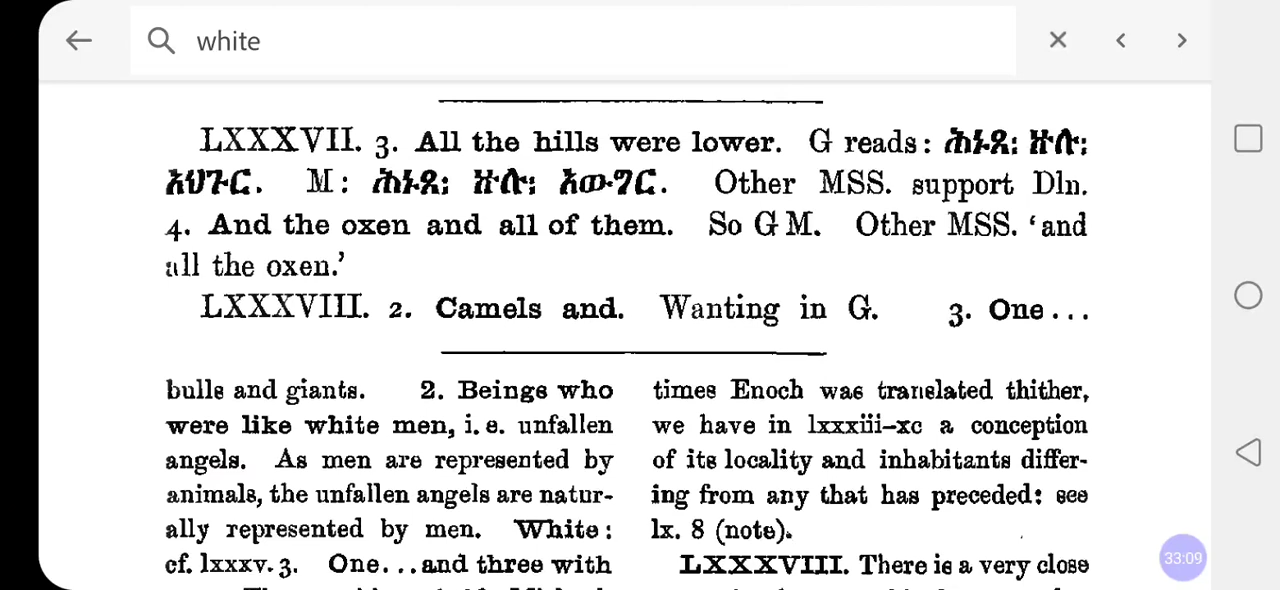 white
LXXXVII. 3. All the hills were lower. G reads: ሕንጸ፡ ኵሉ፡
አህጉር. M: ሕንጸ፡ ኵሉ፡ አውግር. Other MSS. support Dln.
4. And the oxen and all of them. So G M. Other MSS. ‘and
all the oxen.’
LXXXVIII. 2. Camels and. Wanting in G. 3. One...
bulls and giants. 2. Beings who
were like white men, i. e. unfallen
angels. As men are represented by
animals, the unfallen angels are natur-
ally represented by men. White:
cf. lxxxv. 3. One...and three with
times Enoch was translated thither,
we have in lxxxiii–xc a conception
of its locality and inhabitants differ-
ing from any that has preceded: see
lx. 8 (note).
LXXXVIII. There is a very close
33:09